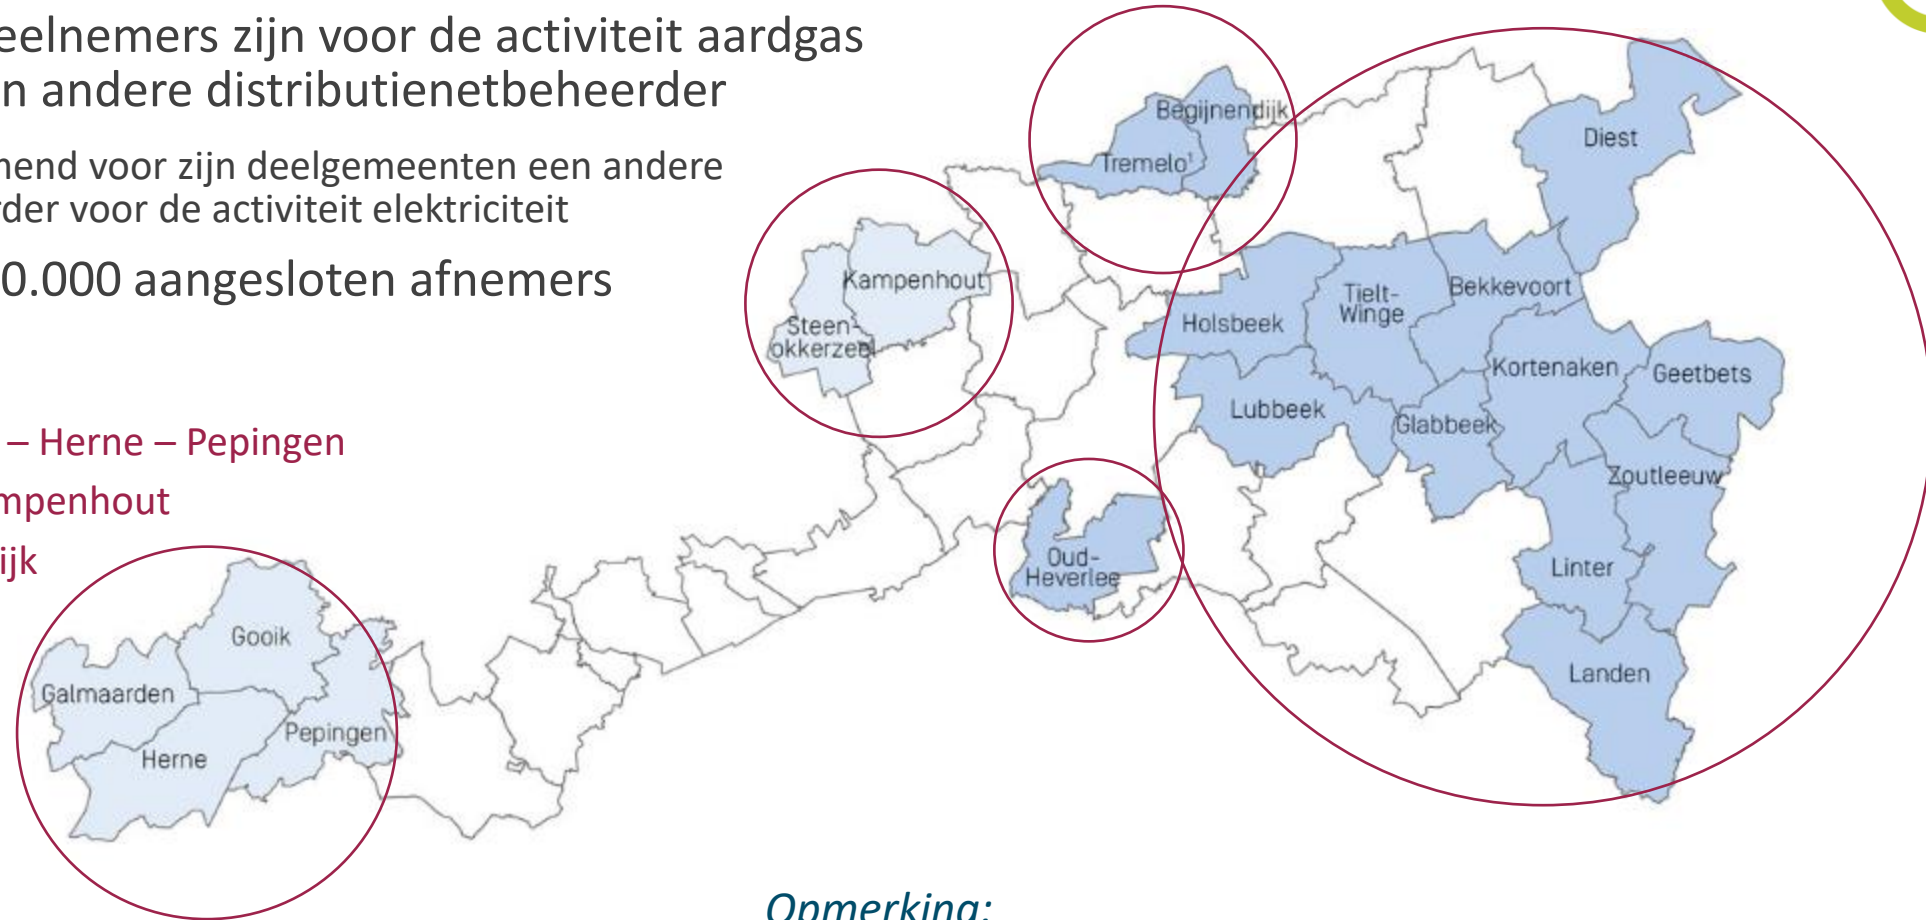 eelnemers zijn voor de activiteit aardgas
n andere distributienetbeheerder
nend voor zijn deelgemeenten een andere
rder voor de activiteit elektriciteit
0.000 aangesloten afnemers
– Herne – Pepingen
mpenhout
ijk
Begijnendijk
Tremelo¹
Diest
Kampenhout
Steen-
okkerzeel
Holsbeek
Tielt-
Winge
Bekkevoort
Kortenaken
Geetbets
Lubbeek
Glabbeek
Zoutleeuw
Oud-
Heverlee
Linter
Landen
Gooik
Galmaarden
Herne
Pepingen
Opmerking: